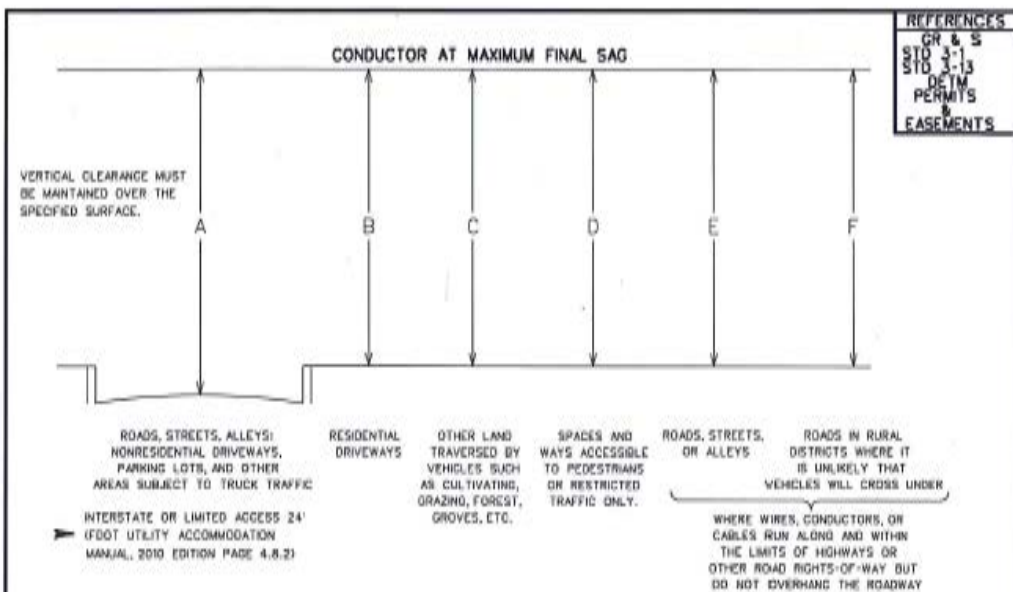 REFERENCES
GR & S
STD 3-1
STD 3-13
DETM
PERMITS
&
EASEMENTS
CONDUCTOR AT MAXIMUM FINAL SAG
VERTICAL CLEARANCE MUST
BE MAINTAINED OVER THE
SPECIFIED SURFACE.
A
B
C
D
E
F
ROADS, STREETS, ALLEYS;
NONRESIDENTIAL DRIVEWAYS,
PARKING LOTS, AND OTHER
AREAS SUBJECT TO TRUCK TRAFFIC
INTERSTATE OR LIMITED ACCESS 24'
(FDOT UTILITY ACCOMMODATION
MANUAL, 2010 EDITION PAGE 4.8.2)
RESIDENTIAL
DRIVEWAYS
OTHER LAND
TRAVERSED BY
VEHICLES SUCH
AS CULTIVATING,
GRAZING, FOREST,
GROVES, ETC.
SPACES AND
WAYS ACCESSIBLE
TO PEDESTRIANS
OR RESTRICTED
TRAFFIC ONLY.
ROADS, STREETS,
OR ALLEYS
ROADS IN RURAL
DISTRICTS WHERE IT
IS UNLIKELY THAT
VEHICLES WILL CROSS UNDER
WHERE WIRES, CONDUCTORS, OR
CABLES RUN ALONG AND WITHIN
THE LIMITS OF HIGHWAYS OR
OTHER ROAD RIGHTS-OF-WAY BUT
DO NOT OVERHANG THE ROADWAY